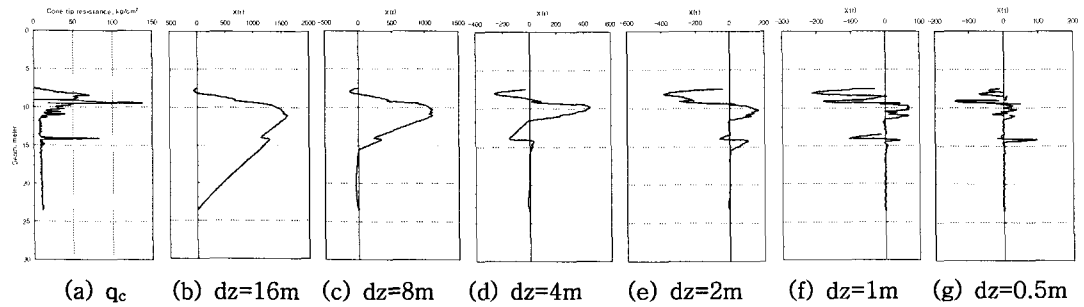 Cone tip resistance, kg/cm²
0 50 100 150
0
5
10
15
20
25
30
X(t)
-500 0 500 1000 1500 2000
X(t)
-500 0 500 1000 1500
X(t)
-400 -200 0 200 400 600
X(t)
-600 -400 -200 0 200
X(t)
-300 -200 -100 0 100
X(t)
-200 -100 0 100 200
(a) qc
(b) dz=16m
(c) dz=8m
(d) dz=4m
(e) dz=2m
(f) dz=1m
(g) dz=0.5m